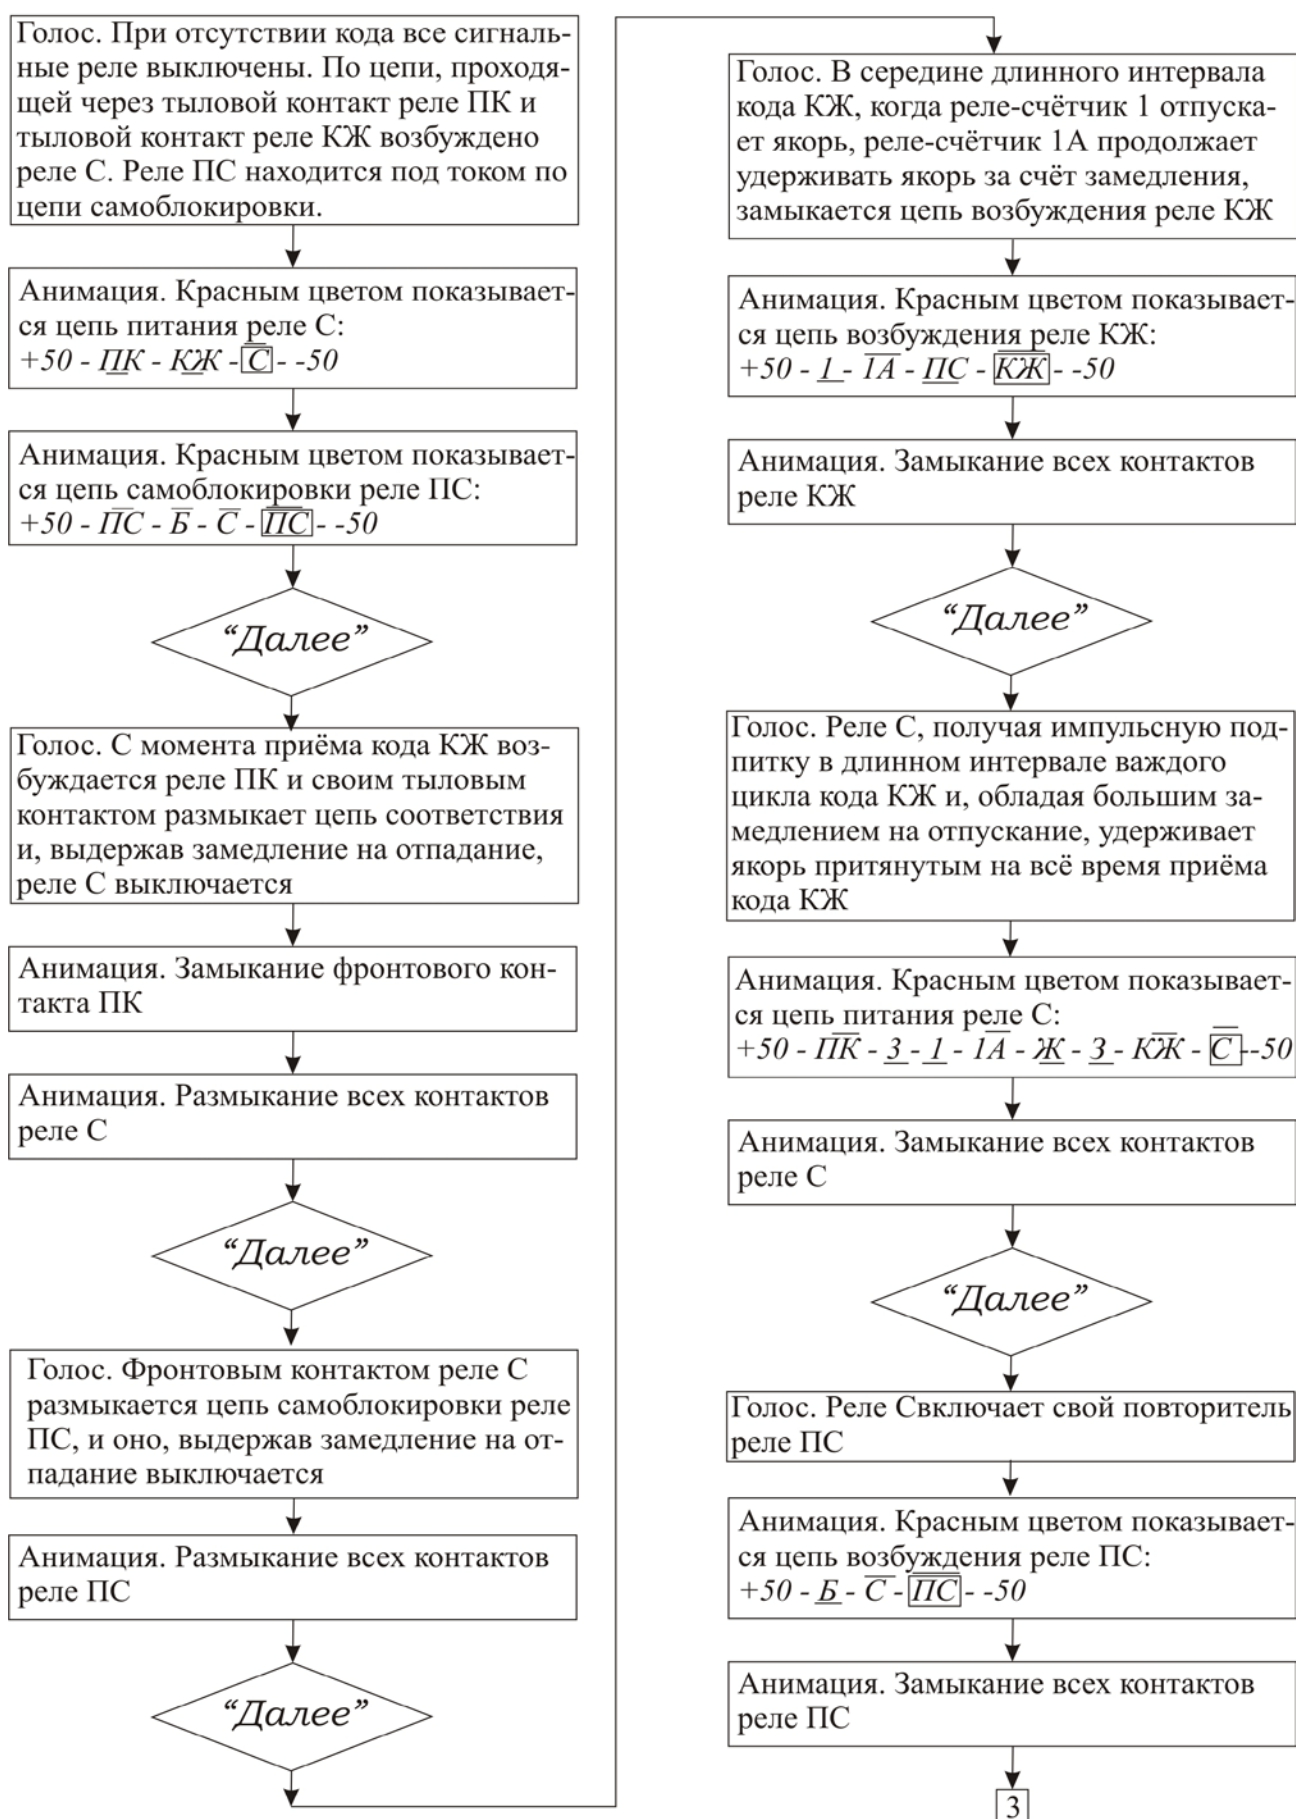 Голос. При отсутствии кода все сигналь-
ные реле выключены. По цепи, проходя-
щей через тыловой контакт реле ПК и
тыловой контакт реле КЖ возбуждено
реле С. Реле ПС находится под током по
цепи самоблокировки.
Анимация. Красным цветом показывает-
ся цепь питания реле С:
+50 - ПК - КЖ - С - -50
Анимация. Красным цветом показывает-
ся цепь самоблокировки реле ПС:
+50 - ПС - Б - С - ПС - -50
“Далее”
Голос. С момента приёма кода КЖ воз-
буждается реле ПК и своим тыловым
контактом размыкает цепь соответствия
и, выдержав замедление на отпадание,
реле С выключается
Анимация. Замыкание фронтового кон-
такта ПК
Анимация. Размыкание всех контактов
реле С
“Далее”
Голос. Фронтовым контактом реле С
размыкается цепь самоблокировки реле
ПС, и оно, выдержав замедление на от-
падание выключается
Анимация. Размыкание всех контактов
реле ПС
“Далее”
Голос. В середине длинного интервала
кода КЖ, когда реле-счётчик 1 отпуска-
ет якорь, реле-счётчик 1А продолжает
удерживать якорь за счёт замедления,
замыкается цепь возбуждения реле КЖ
Анимация. Красным цветом показывает-
ся цепь возбуждения реле КЖ:
+50 - 1 - 1А - ПС - КЖ - -50
Анимация. Замыкание всех контактов
реле КЖ
“Далее”
Голос. Реле С, получая импульсную под-
питку в длинном интервале важдого
цикла кода КЖ и, обладая большим за-
медлением на отпускание, удерживает
якорь притянутым на всё время приёма
кода КЖ
Анимация. Красным цветом показывает-
ся цепь питания реле С:
+50 - ПК - 3 - 1 - 1А - Ж - З - КЖ - С --50
Анимация. Замыкание всех контактов
реле С
“Далее”
Голос. Реле Свключает свой повторитель
реле ПС
Анимация. Красным цветом показывает-
ся цепь возбуждения реле ПС:
+50 - Б - С - ПС - -50
Анимация. Замыкание всех контактов
реле ПС
3